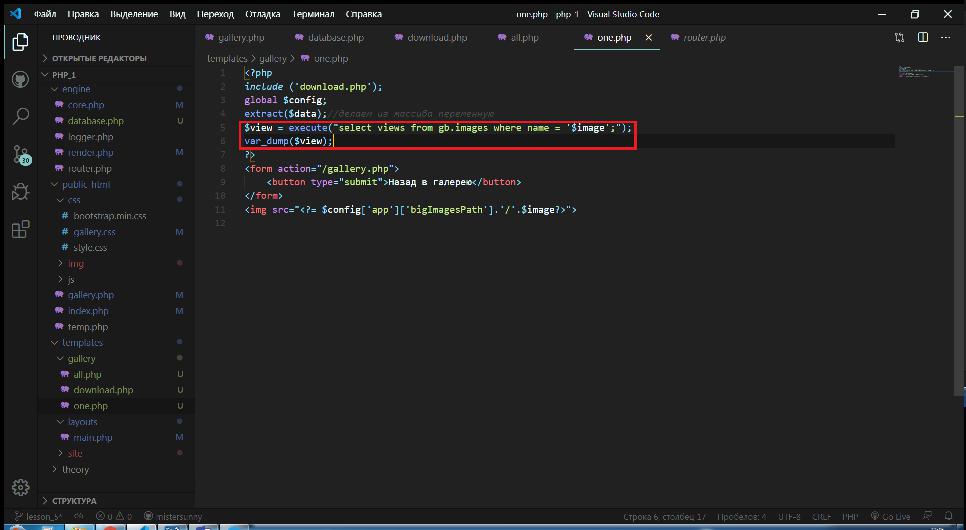 Файл Правка Выделение Вид Переход Отладка Терминал Справка one.php - php_1 - Visual Studio Code
ПРОВОДНИК
gallery.php database.php download.php all.php one.php router.php
ОТКРЫТЫЕ РЕДАКТОРЫ
templates > gallery > one.php
PHP_1
engine
core.php M
database.php U
logger.php
render.php M
router.php
public_html
css
bootstrap.min.css
gallery.css M
style.css
img
js
gallery.php M
index.php M
temp.php
templates
gallery
all.php U
download.php U
one.php U
layouts
main.php M
site
theory
СТРУКТУРА
20
1 <?php
2 include ('download.php');
3 global $config;
4 extract($data);//делаем из массива переменную
5 $view = execute("select views from gb.images where name = '$image';");
6 var_dump($view);
7 ?>
8 <form action="/gallery.php">
9 <button type="submit">Назад в галерею</button>
10 </form>
11 <img src="<?= $config['app']['bigImagesPath'].'/'.$image?>">
12
lesson_5* 0 0 mistersunny Строка 6, столбец 17 Пробелов: 4 UTF-8 CRLF PHP Go Live